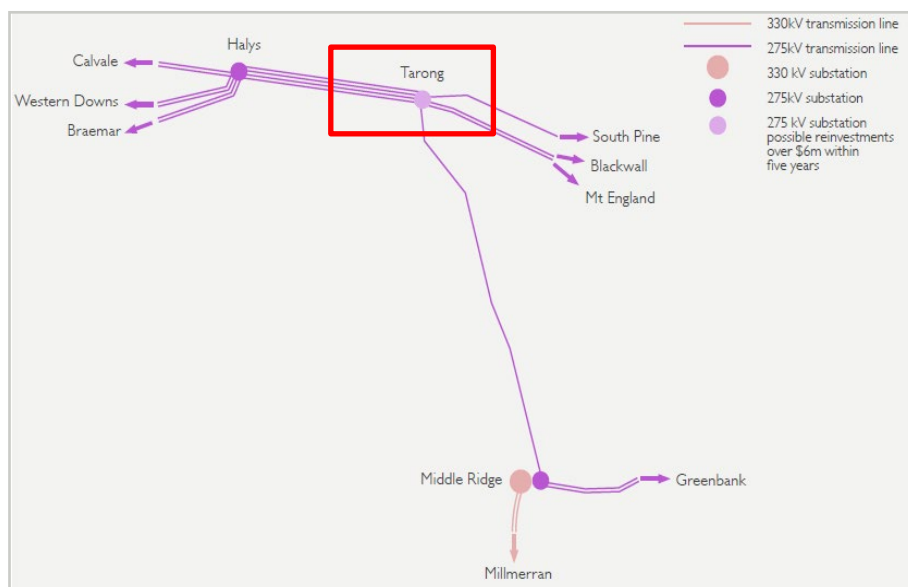 Halys
Calvale
Western Downs
Braemar
Tarong
South Pine
Blackwall
Mt England
330kV transmission line
275kV transmission line
330 kV substation
275kV substation
275 kV substation
possible reinvestments
over $6m within
five years
Middle Ridge
Greenbank
Millmerran